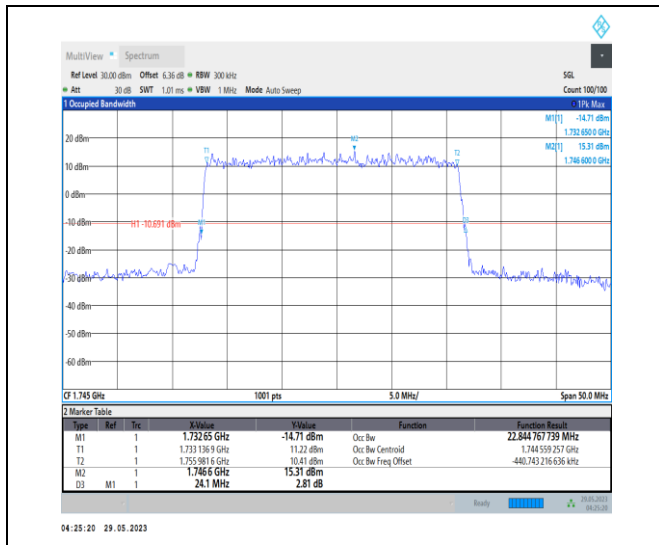 MultiView Spectrum
Ref Level 30.00 dBm Offset 6.36 dB RBW 300 kHz SGL
Att 30 dB SWT 1.01 ms VBW 1 MHz Mode Auto Sweep Count 100/100
1 Occupied Bandwidth 1Pk Max
M1[1] -14.71 dBm
1.732 650 0 GHz
M2[1] 15.31 dBm
1.746 600 0 GHz
20 dBm
M2
T1
T2
10 dBm
0 dBm
-10 dBm
H1 -10.691 dBm
M1
D3
-20 dBm
-30 dBm
-40 dBm
-50 dBm
-60 dBm
CF 1.745 GHz 1001 pts 5.0 MHz/ Span 50.0 MHz
2 Marker Table
Type Ref Trc X-Value Y-Value Function Function Result
M1 1 1.732 65 GHz -14.71 dBm Occ Bw 22.844 767 739 MHz
T1 1 1.733 136 9 GHz 11.22 dBm Occ Bw Centroid 1.744 559 257 GHz
T2 1 1.755 981 6 GHz 10.41 dBm Occ Bw Freq Offset -440.743 216 636 kHz
M2 1 1.746 6 GHz 15.31 dBm
D3 M1 1 24.1 MHz 2.81 dB
Ready 29.05.2023
04:25:20
04:25:20 29.05.2023